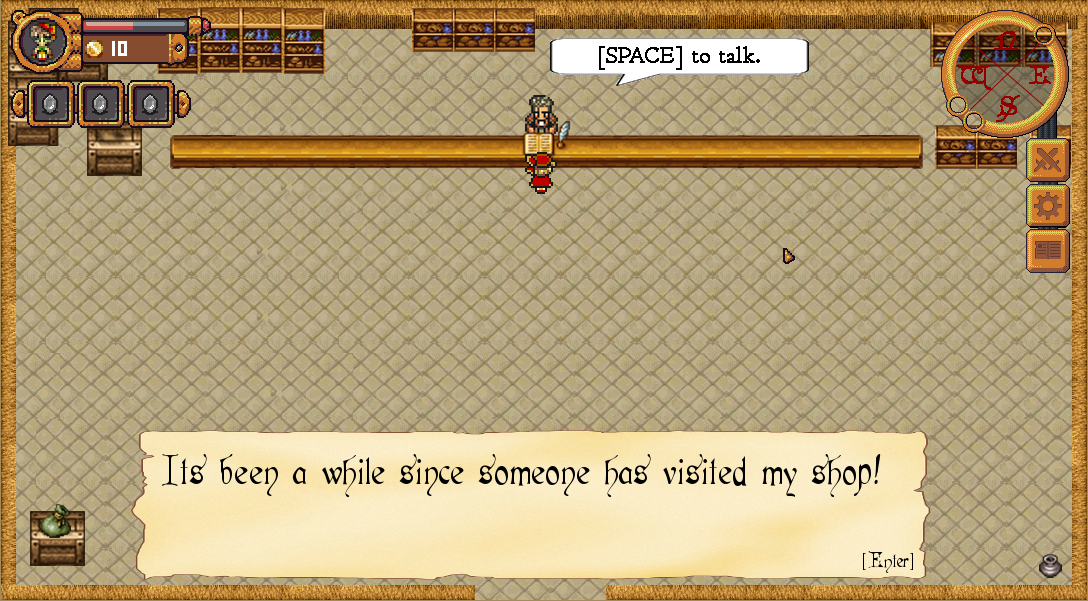 10
[SPACE] to talk.
N
W E
S
Its been a while since someone has visited my shop!
[Enter]